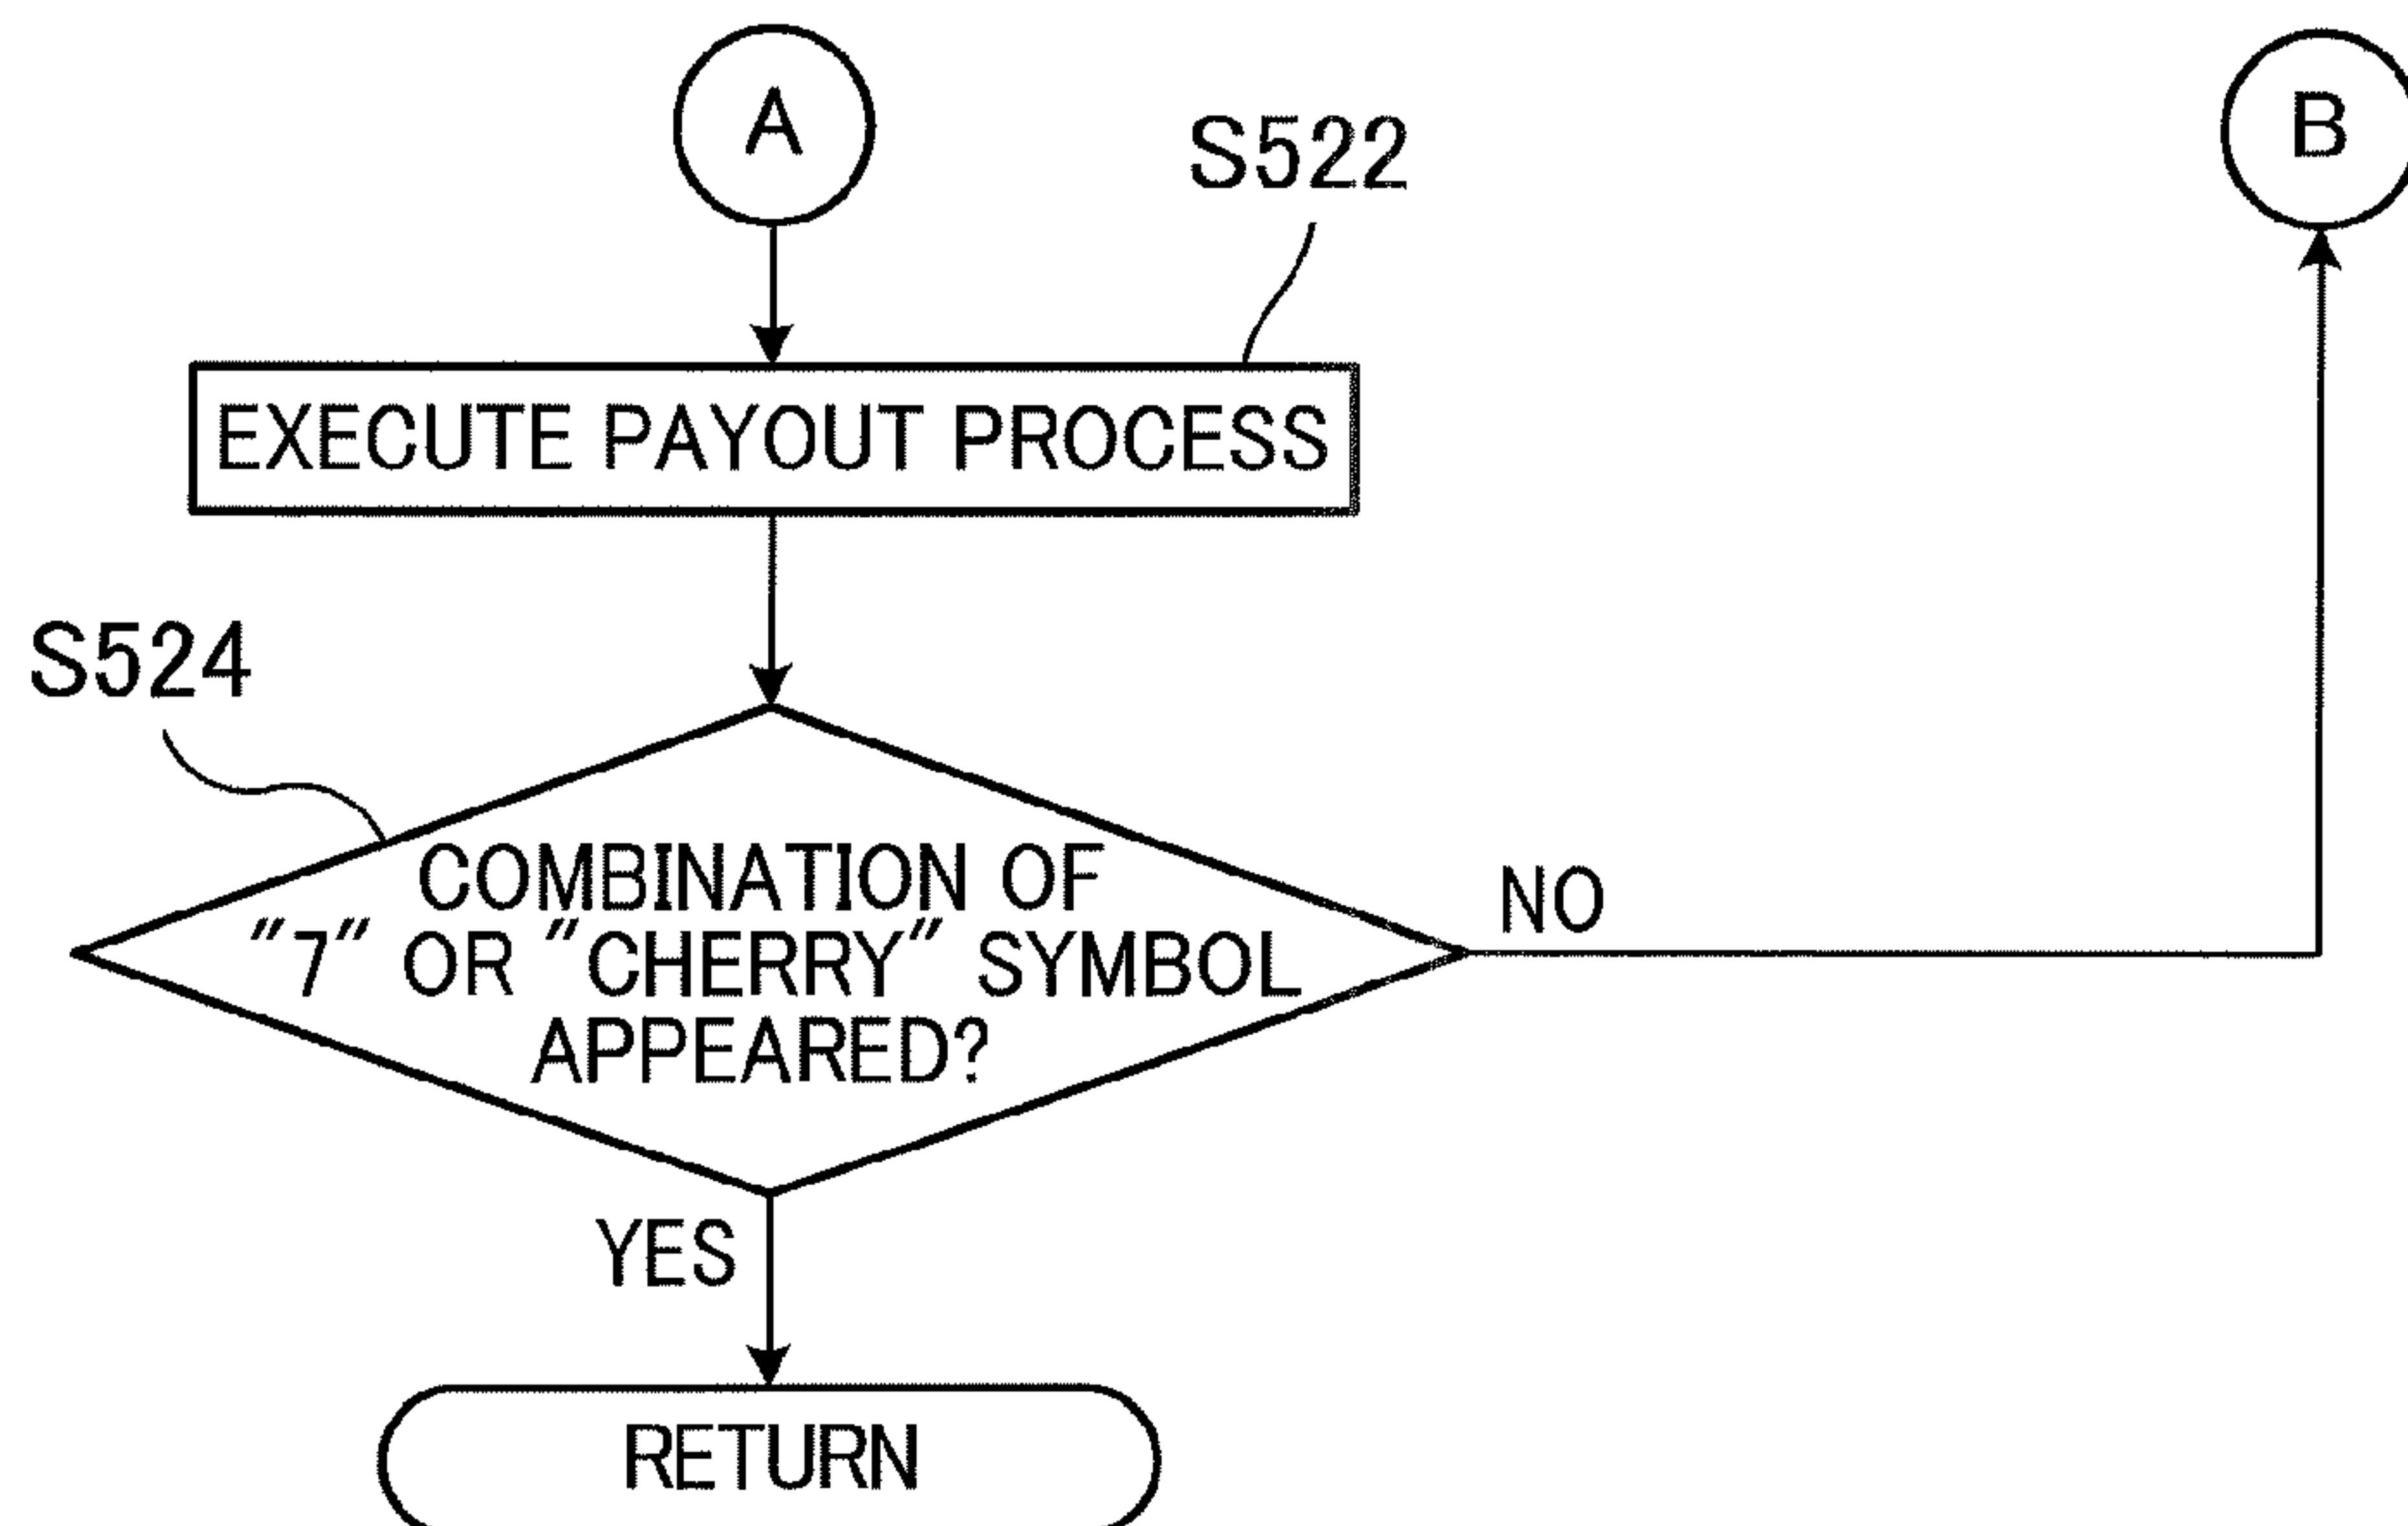 A
B
S522
EXECUTE PAYOUT PROCESS
S524
COMBINATION OF
"7" OR "CHERRY" SYMBOL
APPEARED?
NO
YES
RETURN